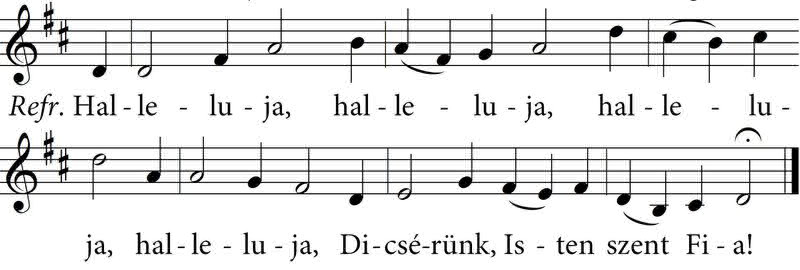 Refr. Hal - le - lu - ja, hal - le - lu - ja, hal - le - lu -
ja, hal - le - lu - ja, Di - csé - rünk, Is - ten szent Fi - a!